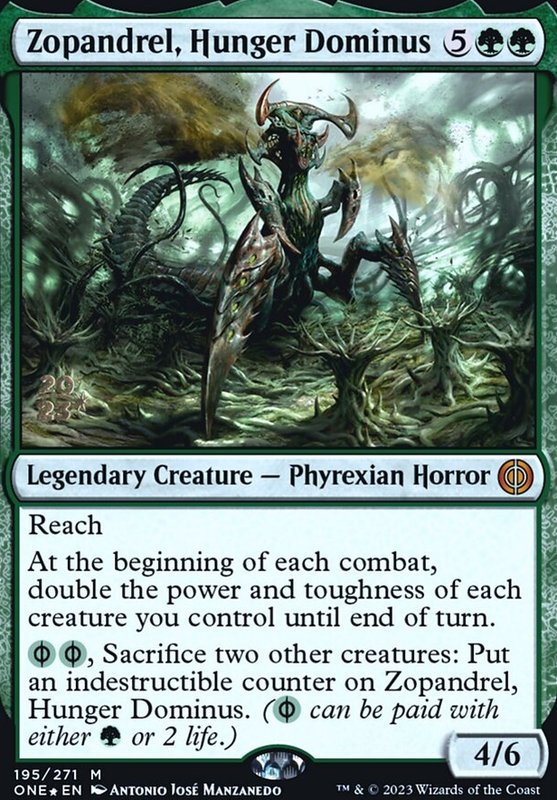 Zopandrel, Hunger Dominus 5
20
23
Legendary Creature — Phyrexian Horror
Reach
At the beginning of each combat,
double the power and toughness of each
creature you control until end of turn.
, Sacrifice two other creatures: Put
an indestructible counter on Zopandrel,
Hunger Dominus. ( can be paid with
either or 2 life.)
4/6
195/271 M
ONE★EN Antonio José Manzanedo
™ & © 2023 Wizards of the Coast